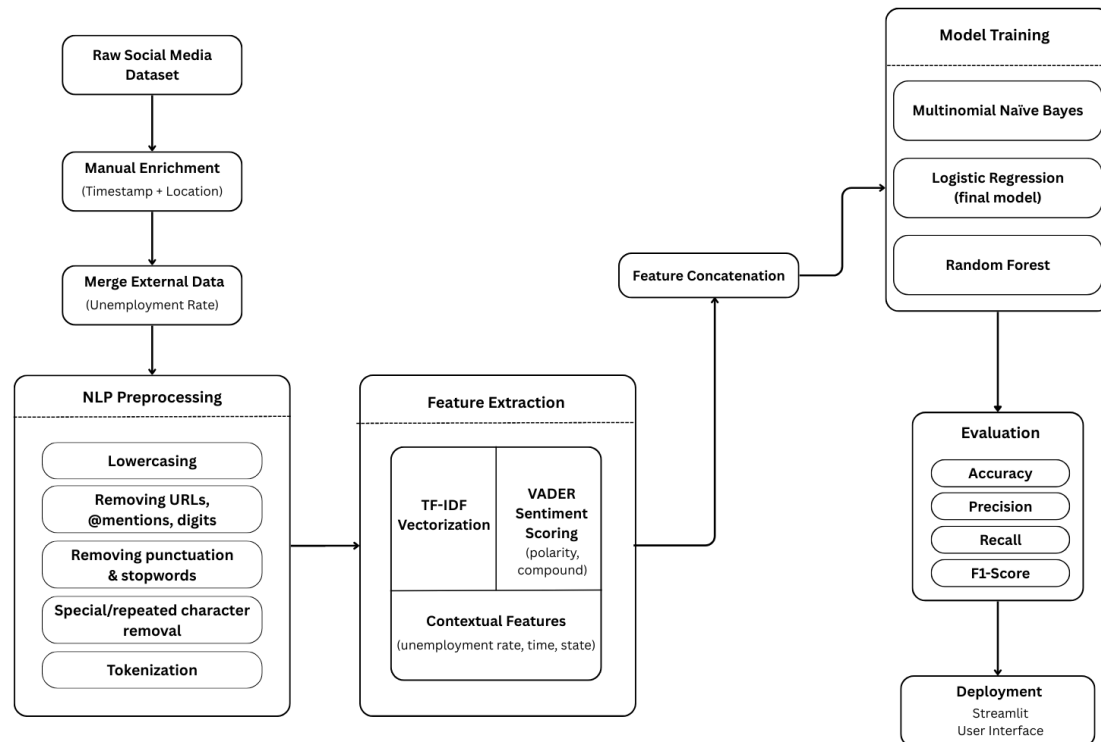 Raw Social Media
Dataset
Manual Enrichment
(Timestamp + Location)
Merge External Data
(Unemployment Rate)
NLP Preprocessing
Lowercasing
Removing URLs,
@mentions, digits
Removing punctuation
& stopwords
Special/repeated character
removal
Tokenization
Feature Extraction
TF-IDF
Vectorization
VADER
Sentiment
Scoring
(polarity,
compound)
Contextual Features
(unemployment rate, time, state)
Feature Concatenation
Model Training
Multinomial Naïve Bayes
Logistic Regression
(final model)
Random Forest
Evaluation
Accuracy
Precision
Recall
F1-Score
Deployment
Streamlit
User Interface